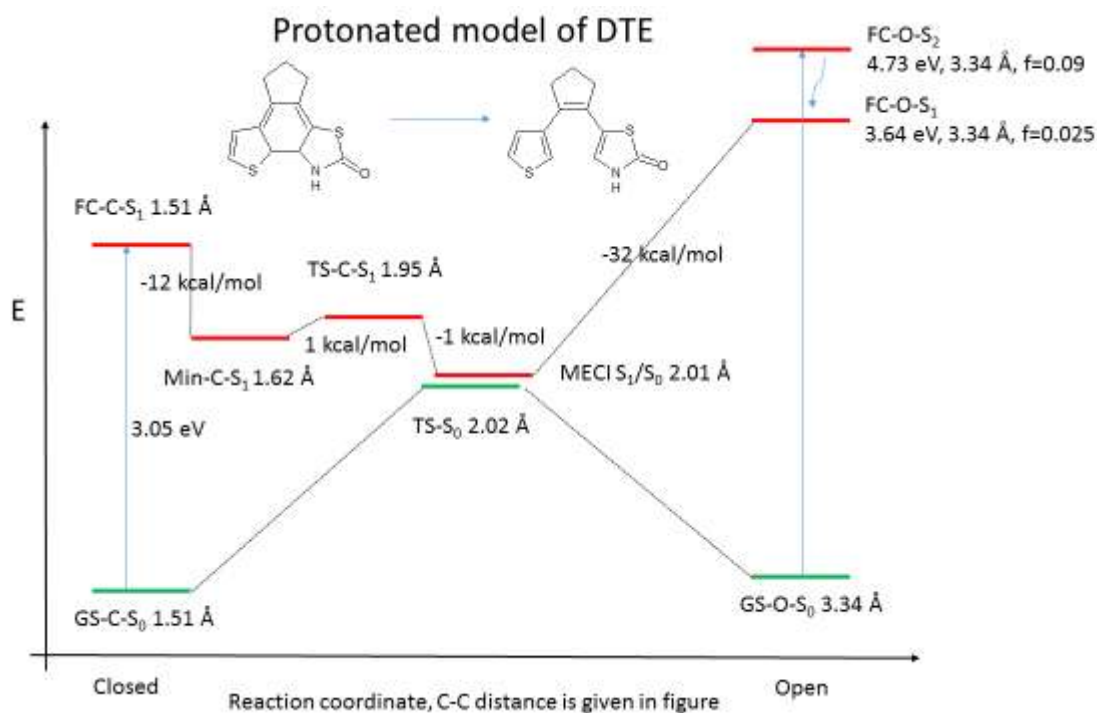 Protonated model of DTE
FC-O-S₂
4.73 eV, 3.34 Å, f=0.09
FC-O-S₁
3.64 eV, 3.34 Å, f=0.025
S
S
N
H
O
S
S
N
H
O
FC-C-S₁ 1.51 Å
-12 kcal/mol
TS-C-S₁ 1.95 Å
-32 kcal/mol
E
1 kcal/mol
-1 kcal/mol
Min-C-S₁ 1.62 Å
MECI S₁/S₀ 2.01 Å
3.05 eV
TS-S₀ 2.02 Å
GS-C-S₀ 1.51 Å
GS-O-S₀ 3.34 Å
Closed
Reaction coordinate, C-C distance is given in figure
Open